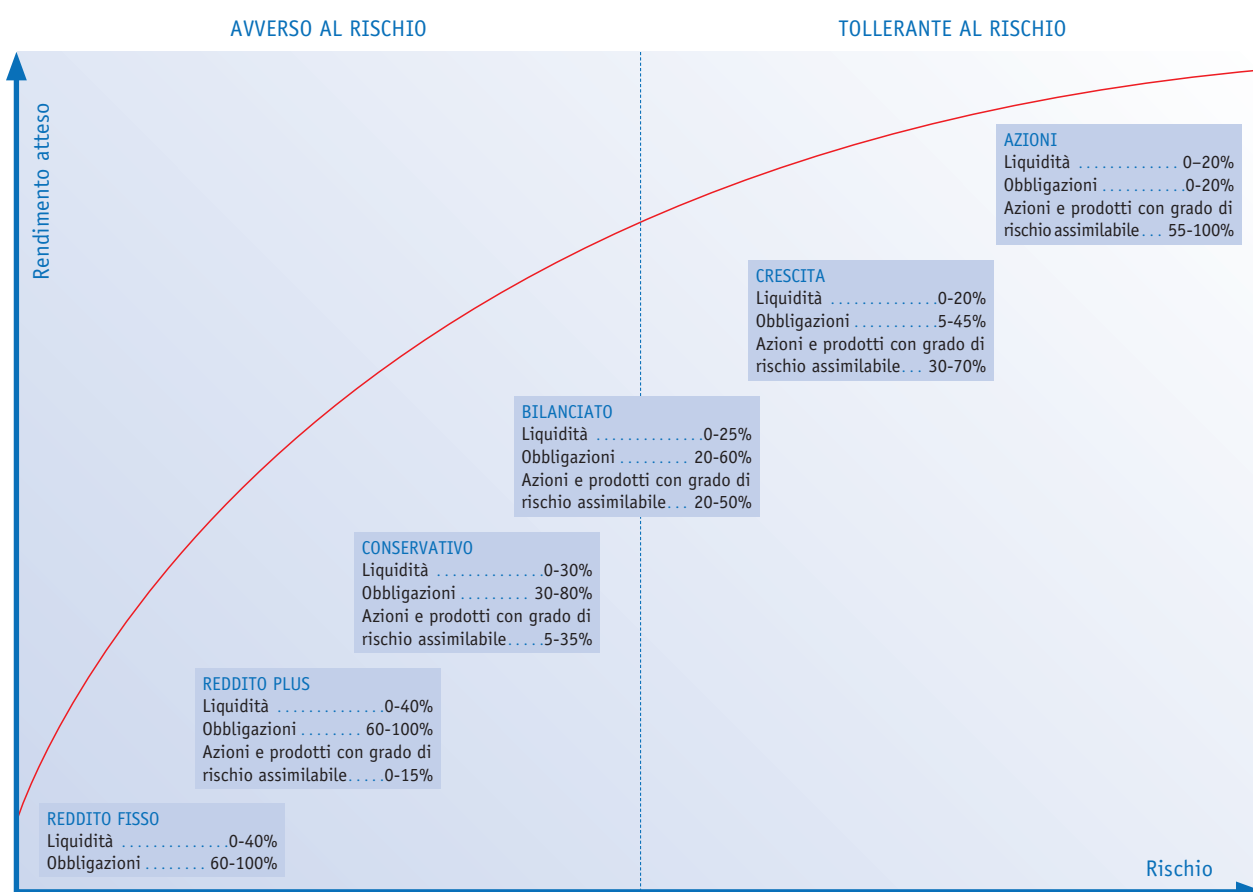 AVVERSO AL RISCHIO
TOLLERANTE AL RISCHIO
Rendimento atteso
AZIONI
Liquidità ............. 0–20%
Obbligazioni ...........0-20%
Azioni e prodotti con grado di
rischio assimilabile... 55-100%
CRESCITA
Liquidità ..............0-20%
Obbligazioni ...........5-45%
Azioni e prodotti con grado di
rischio assimilabile... 30-70%
BILANCIATO
Liquidità ..............0-25%
Obbligazioni ......... 20-60%
Azioni e prodotti con grado di
rischio assimilabile... 20-50%
CONSERVATIVO
Liquidità ..............0-30%
Obbligazioni ......... 30-80%
Azioni e prodotti con grado di
rischio assimilabile.....5-35%
REDDITO PLUS
Liquidità ..............0-40%
Obbligazioni ........ 60-100%
Azioni e prodotti con grado di
rischio assimilabile.....0-15%
REDDITO FISSO
Liquidità ..............0-40%
Obbligazioni ........ 60-100%
Rischio